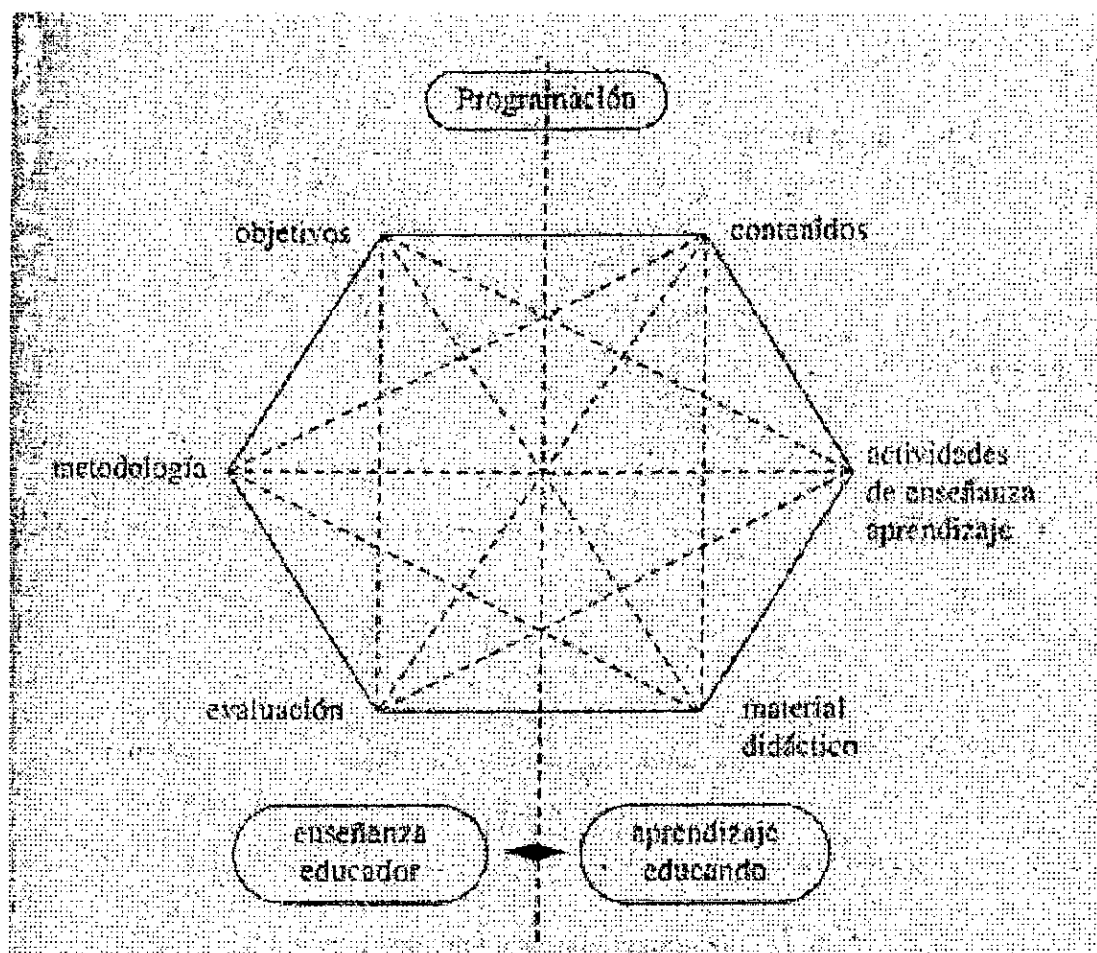 Programación
objetivos
contenidos
metodología
actividades
de enseñanza
aprendizaje
evaluación
material
didáctico
enseñanza
educador
aprendizaje
educando